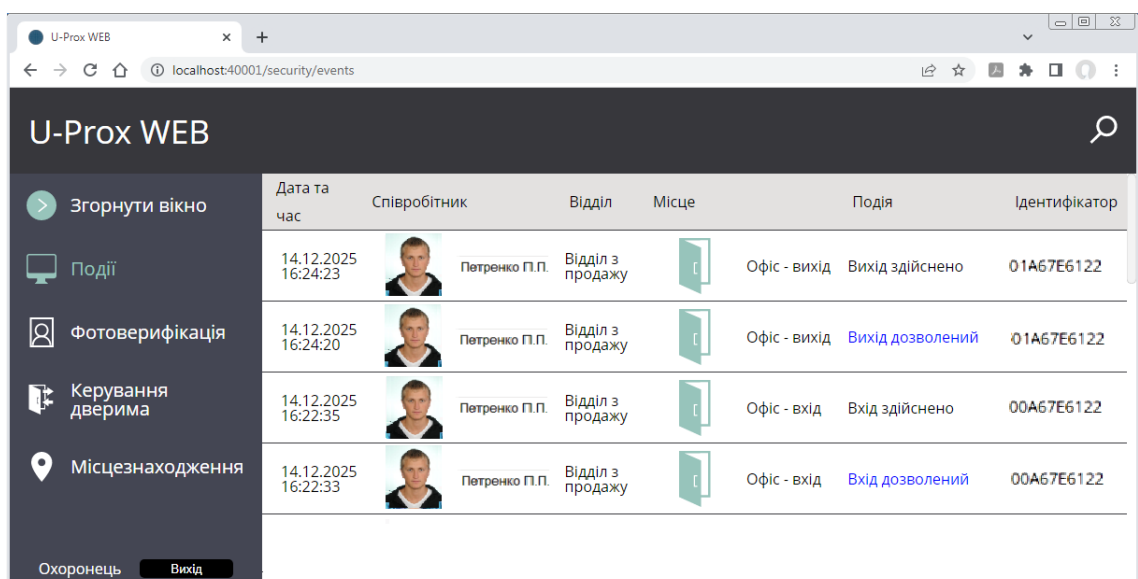 U-Prox WEB
localhost:40001/security/events
U-Prox WEB
Згорнути вікно
Події
Фотоверифікація
Керування
дверима
Місцезнаходження
Охоронець Вихід
Дата та
час
Співробітник Відділ Місце Подія Ідентифікатор
14.12.2025
16:24:23
Петренко П.П.
Відділ з
продажу
Офіс - вихід Вихід здійснено 01A67E6122
14.12.2025
16:24:20
Петренко П.П.
Відділ з
продажу
Офіс - вихід Вихід дозволений 01A67E6122
14.12.2025
16:22:35
Петренко П.П.
Відділ з
продажу
Офіс - вхід Вхід здійснено 00A67E6122
14.12.2025
16:22:33
Петренко П.П.
Відділ з
продажу
Офіс - вхід Вхід дозволений 00A67E6122